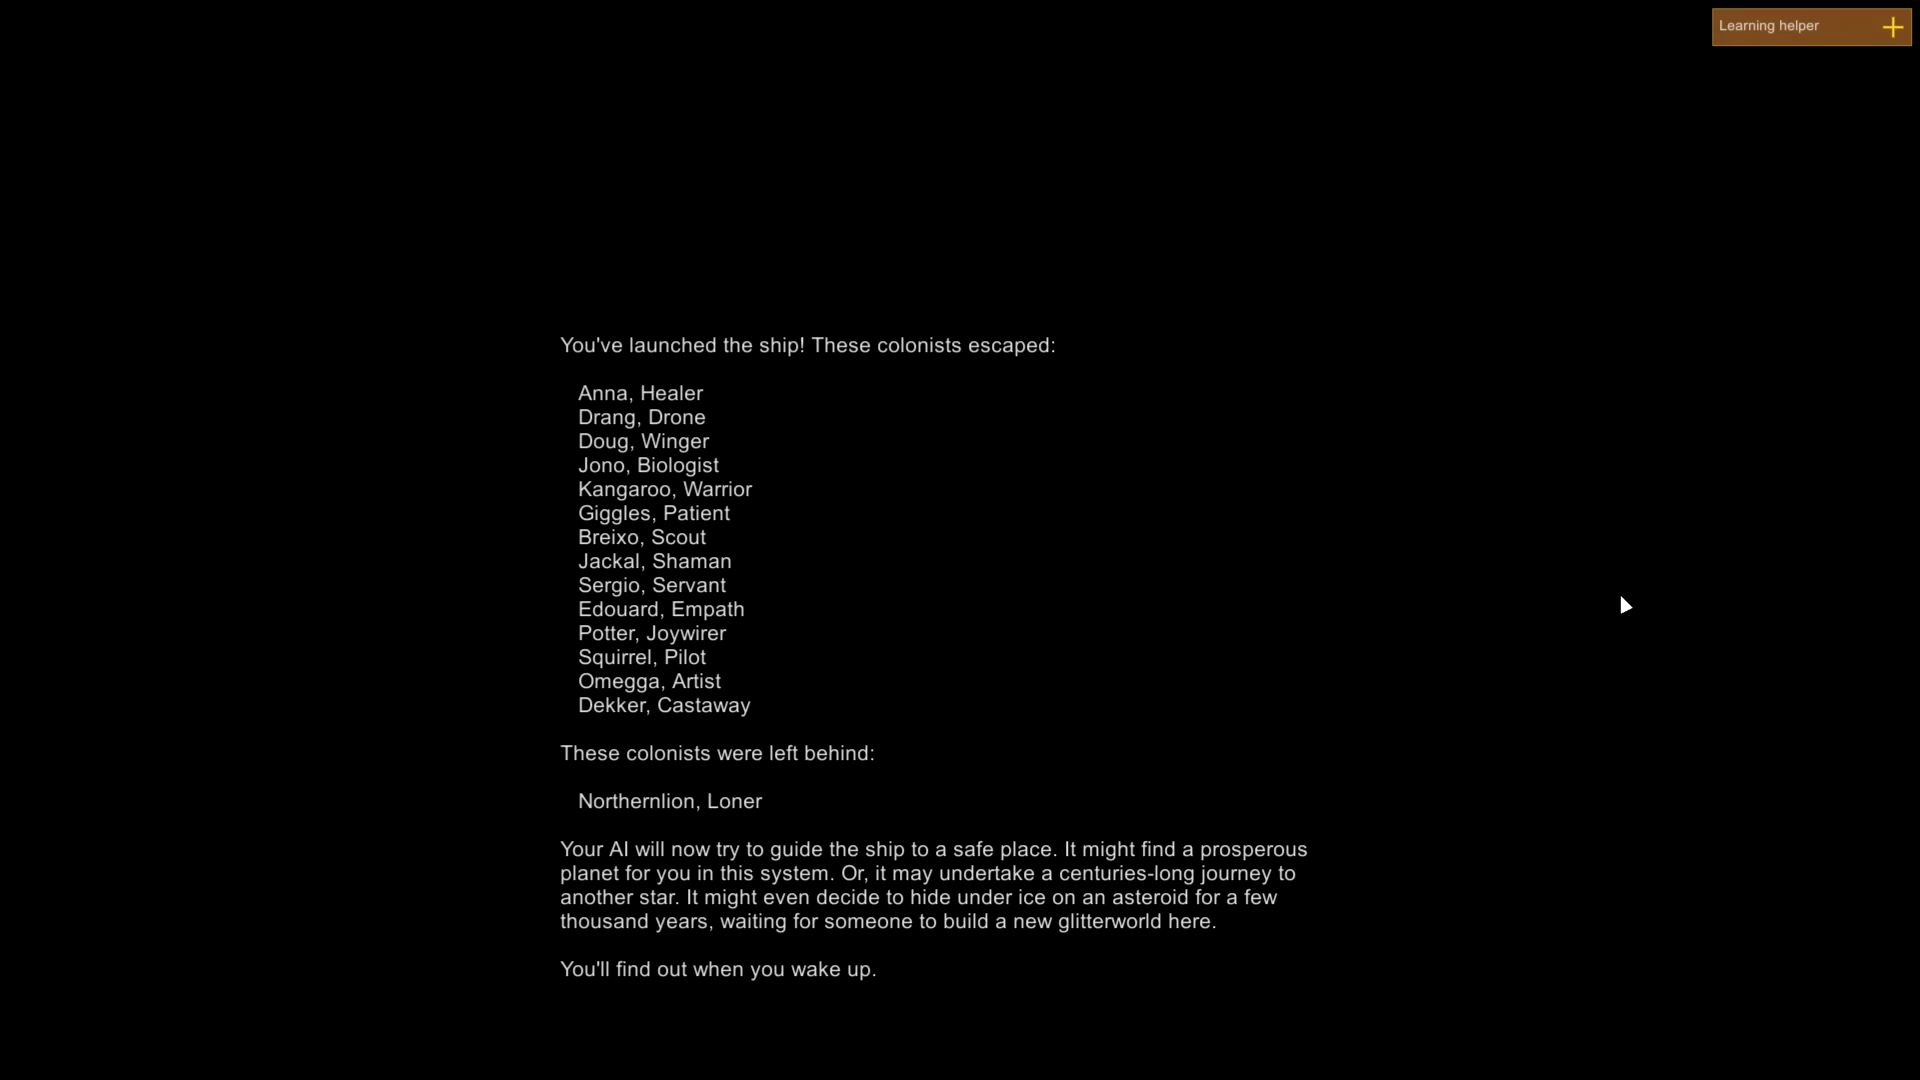 Learning helper
You've launched the ship! These colonists escaped:
Anna, Healer
Drang, Drone
Doug, Winger
Jono, Biologist
Kangaroo, Warrior
Giggles, Patient
Breixo, Scout
Jackal, Shaman
Sergio, Servant
Edouard, Empath
Potter, Joywirer
Squirrel, Pilot
Omegga, Artist
Dekker, Castaway
These colonists were left behind:
Northernlion, Loner
Your AI will now try to guide the ship to a safe place. It might find a prosperous
planet for you in this system. Or, it may undertake a centuries-long journey to
another star. It might even decide to hide under ice on an asteroid for a few
thousand years, waiting for someone to build a new glitterworld here.
You'll find out when you wake up.